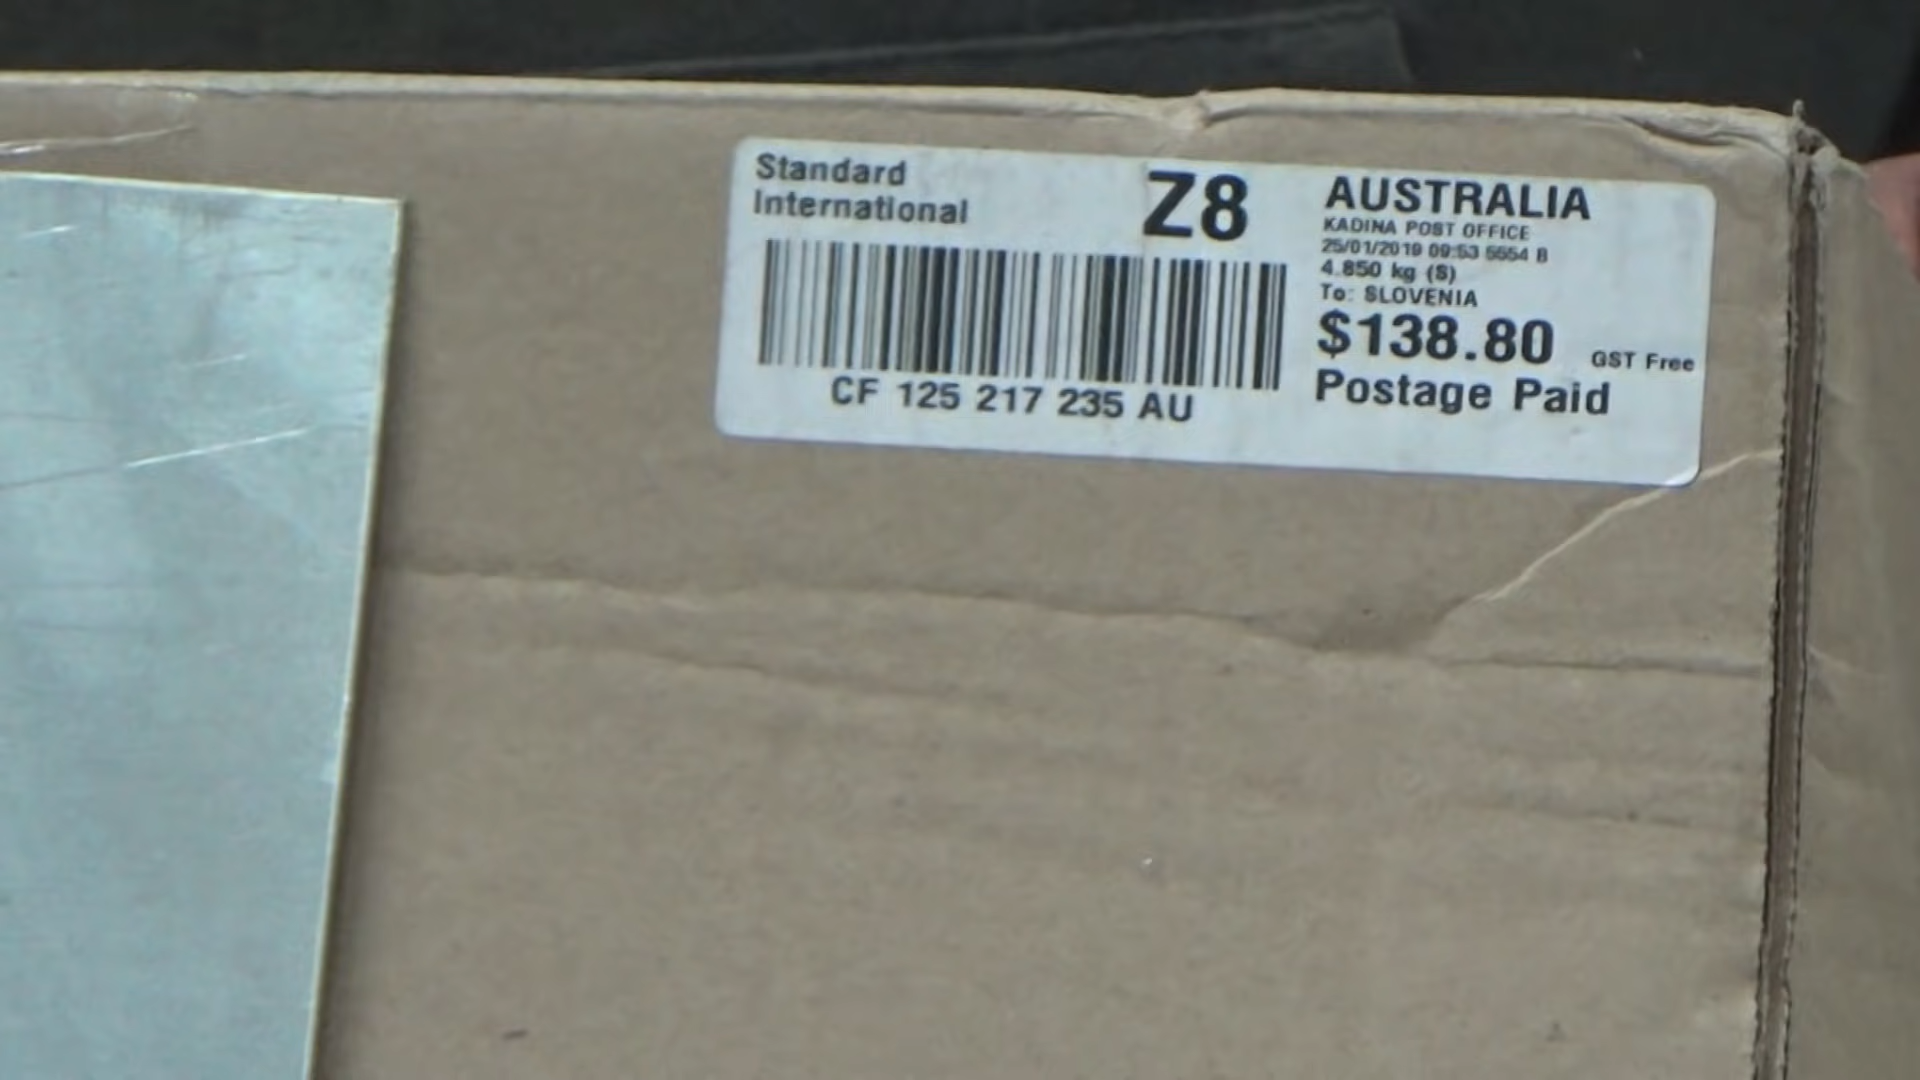 Standard
International
Z8
CF 125 217 235 AU
AUSTRALIA
KADINA POST OFFICE
25/01/2019 09:53 5554 B
4.850 kg (S)
To: SLOVENIA
$138.80 GST Free
Postage Paid